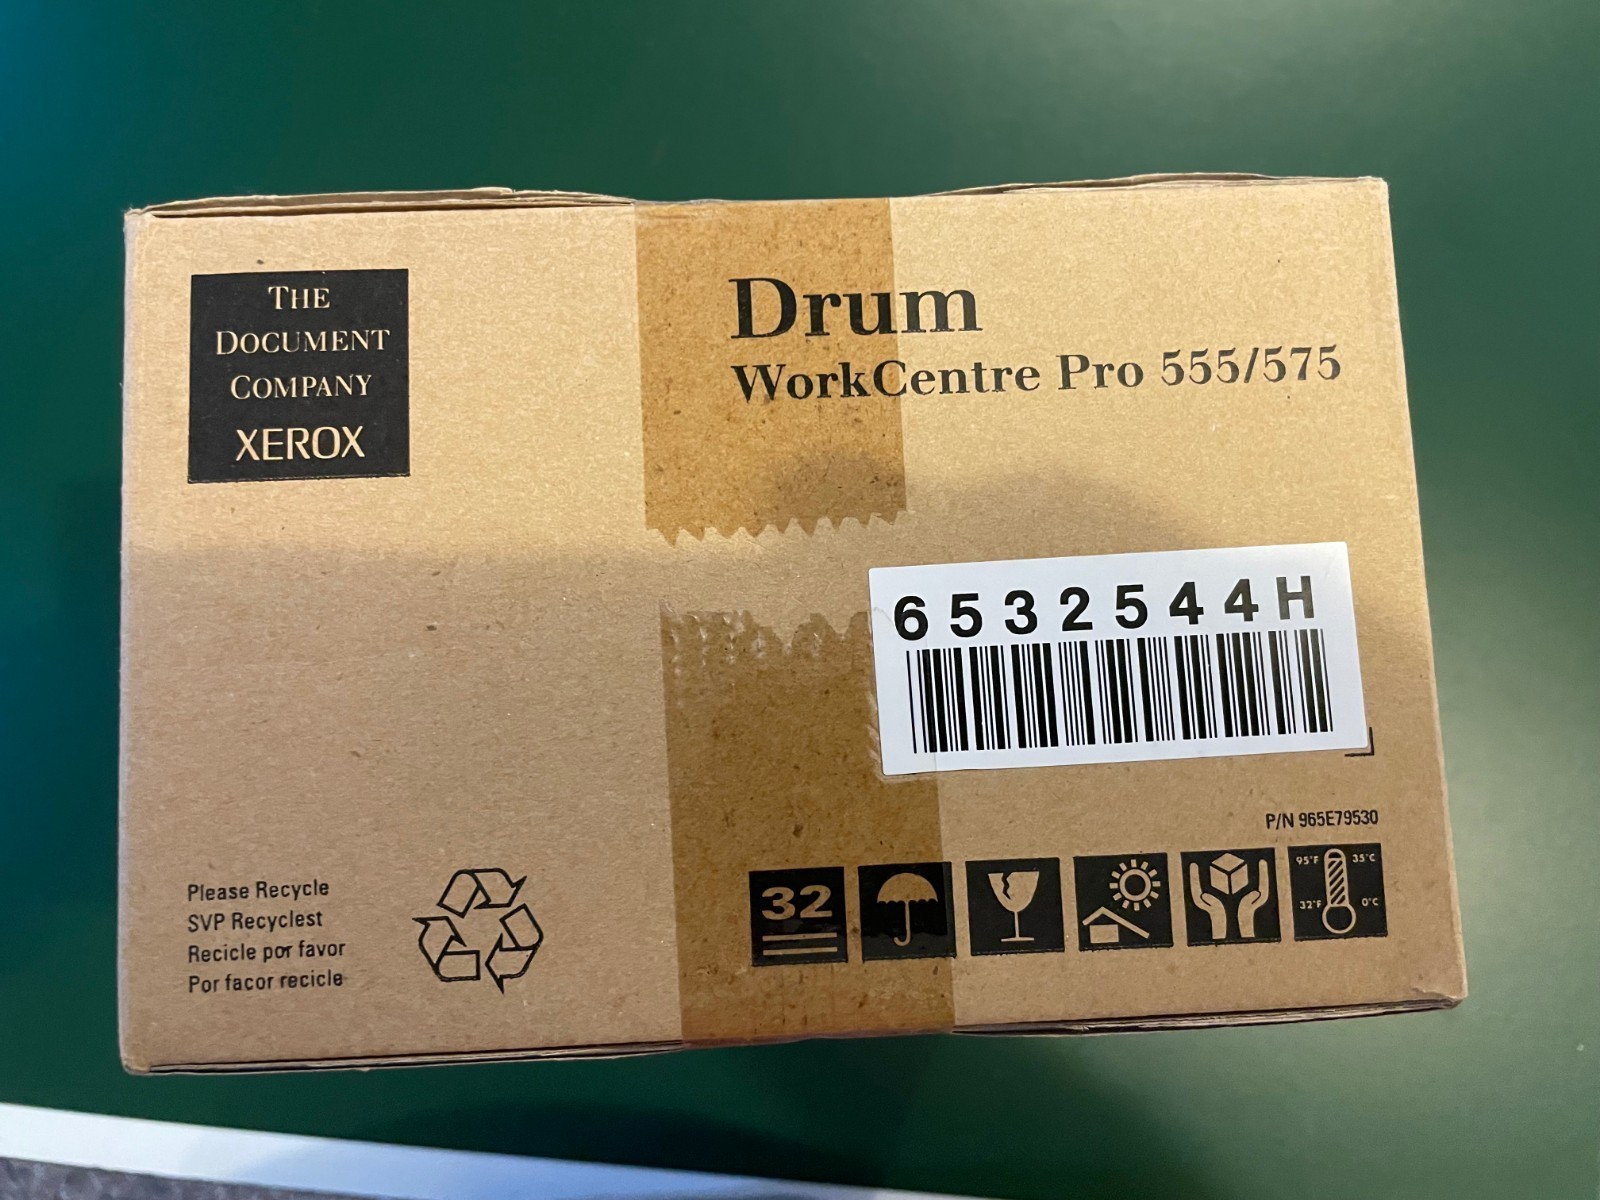 THE
DOCUMENT
COMPANY
XEROX
Drum
WorkCentre Pro 555/575
6532544H
P/N 965E79530
Please Recycle
SVP Recyclest
Recicle por favor
Por facor recicle
32
95°F 35°C
32°F 0°C